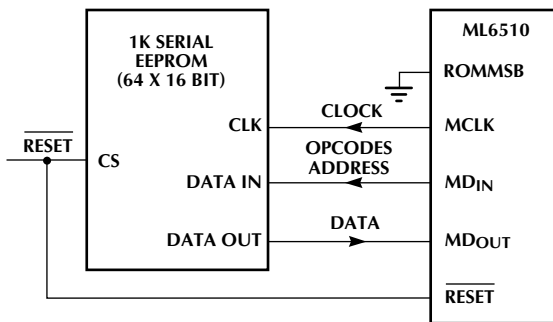 1K SERIAL
EEPROM
(64 X 16 BIT)
ML6510
ROMMSB
CLK
CLOCK
MCLK
RESET
CS
OPCODES
ADDRESS
DATA IN
MDIN
DATA OUT
DATA
MDOUT
RESET